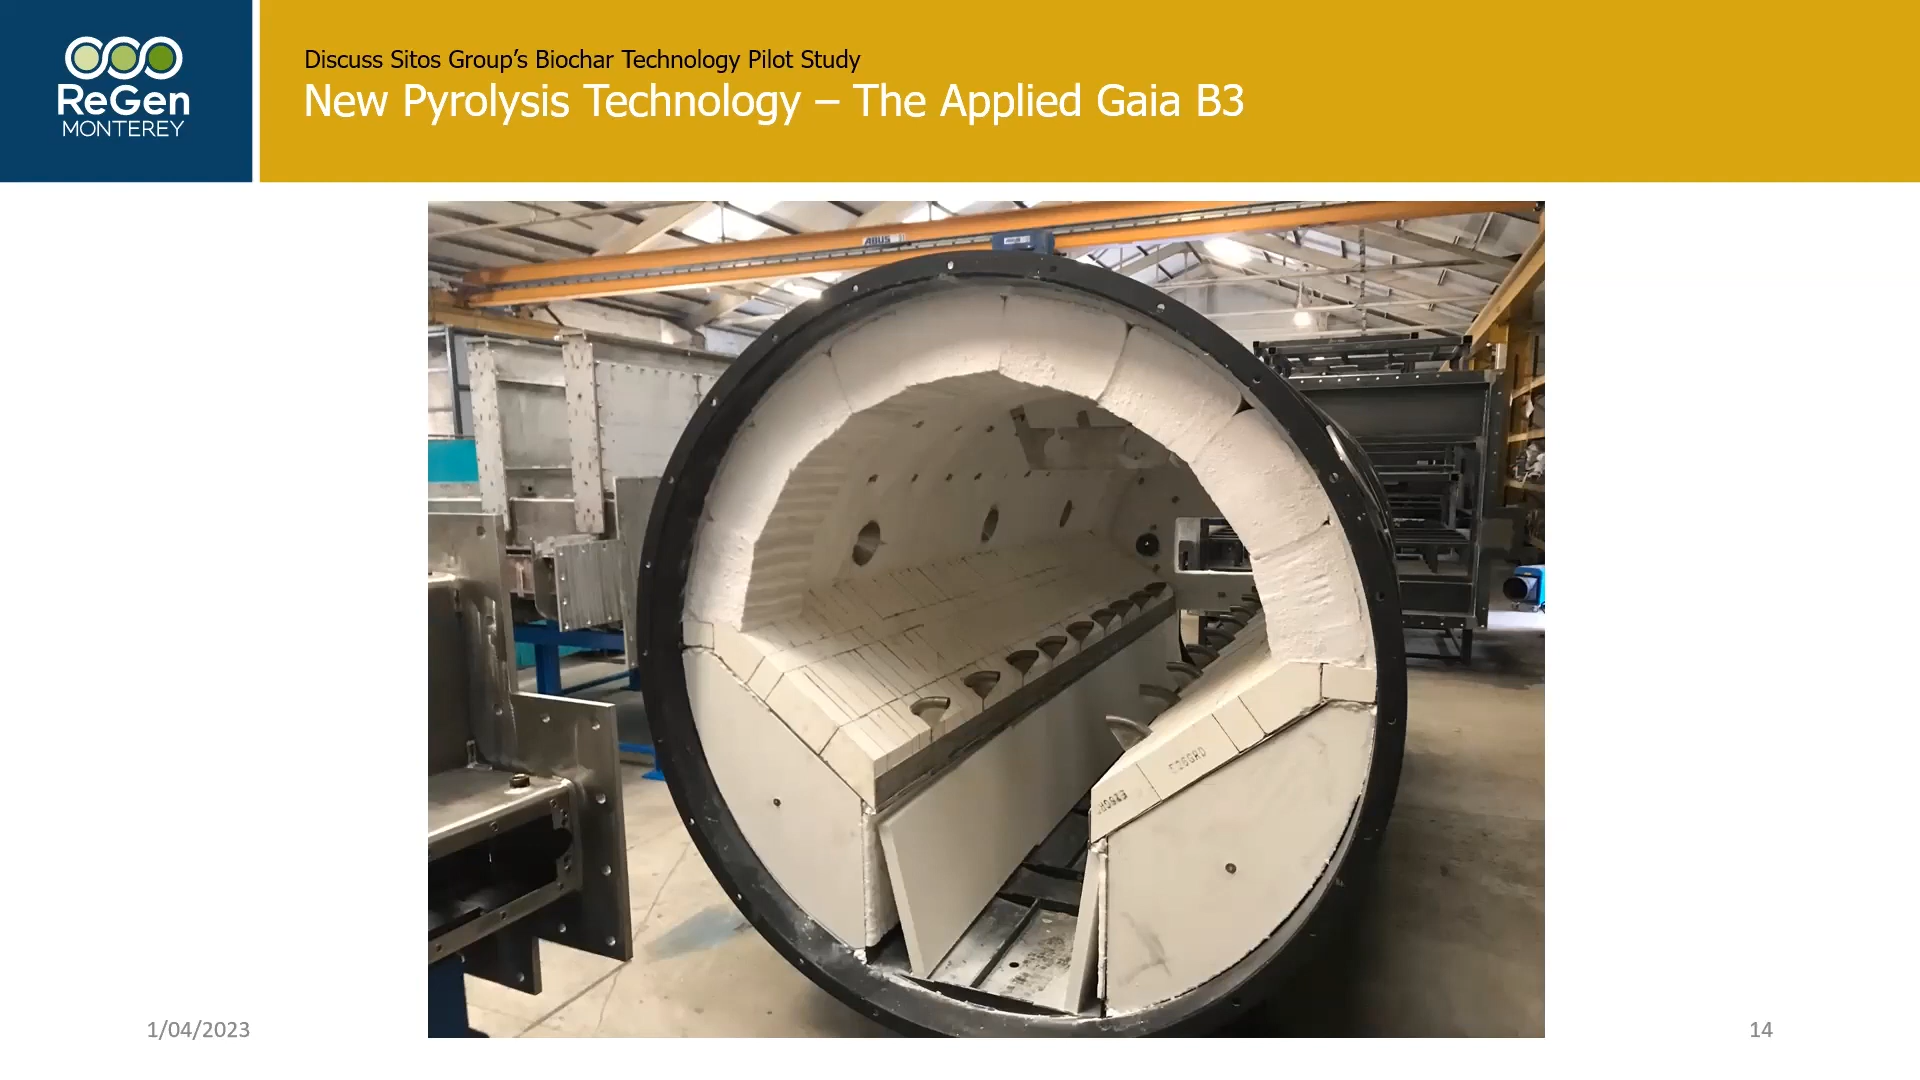 ReGen
MONTEREY
Discuss Sitos Group's Biochar Technology Pilot Study
New Pyrolysis Technology – The Applied Gaia B3
ABUS
1/04/2023
14